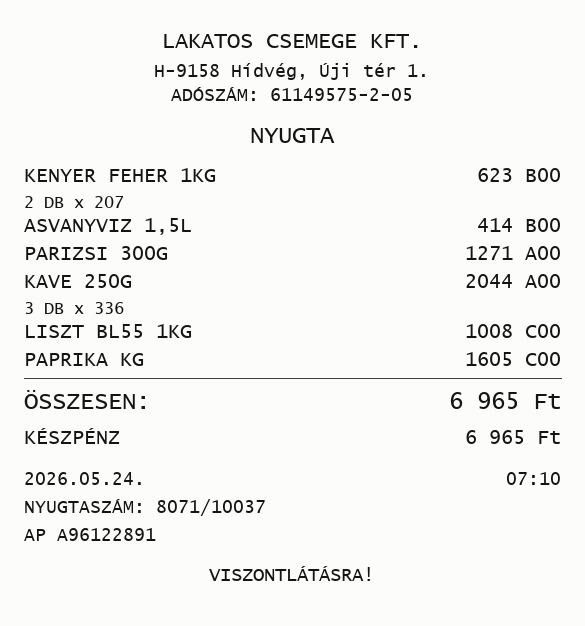 LAKATOS CSEMEGE KFT.
H-9158 Hídvég, Úji tér 1.
ADÓSZÁM: 61149575-2-05
NYUGTA
KENYER FEHER 1KG 623 B00
2 DB x 207
ASVANYVIZ 1,5L 414 B00
PARIZSI 300G 1271 A00
KAVE 250G 2044 A00
3 DB x 336
LISZT BL55 1KG 1008 C00
PAPRIKA KG 1605 C00
ÖSSZESEN: 6 965 Ft
KÉSZPÉNZ 6 965 Ft
2026.05.24. 07:10
NYUGTASZÁM: 8071/10037
AP A96122891
VISZONTLÁTÁSRA!